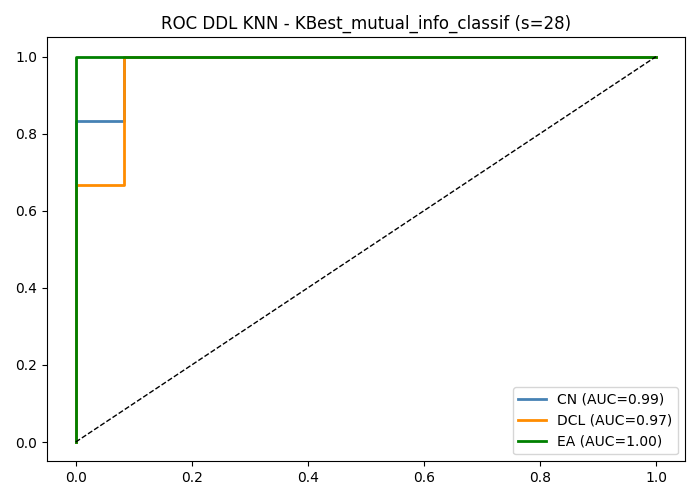 ROC DDL KNN - KBest_mutual_info_classif (s=28)
1.0
0.8
0.6
0.4
0.2
0.0
0.0 0.2 0.4 0.6 0.8 1.0
CN (AUC=0.99)
DCL (AUC=0.97)
EA (AUC=1.00)